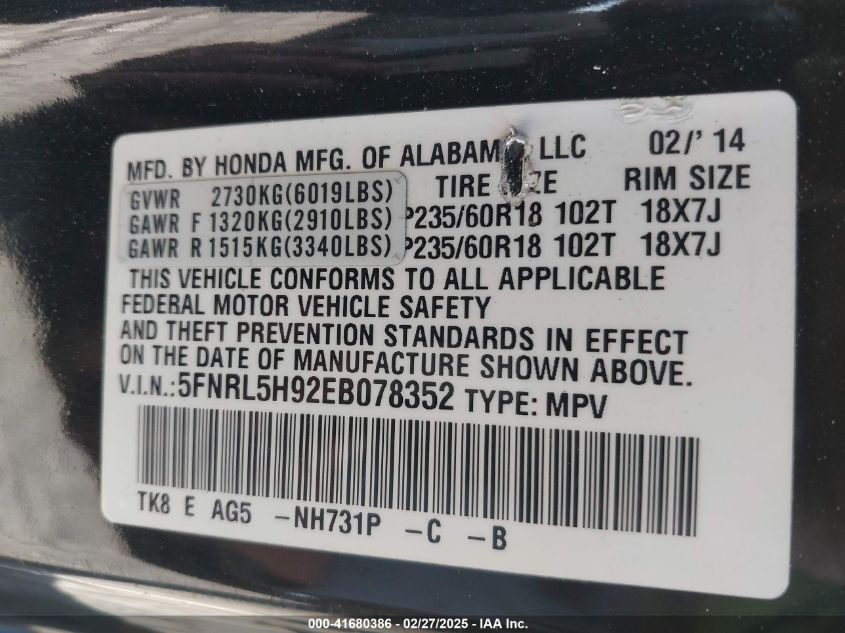 MFD. BY HONDA MFG. OF ALABAM LLC 02/' 14
TIRE ZE RIM SIZE
GVWR 2730KG(6019LBS)
GAWR F 1320KG(2910LBS) P235/60R18 102T 18X7J
GAWR R 1515KG(3340LBS) P235/60R18 102T 18X7J
THIS VEHICLE CONFORMS TO ALL APPLICABLE
FEDERAL MOTOR VEHICLE SAFETY
AND THEFT PREVENTION STANDARDS IN EFFECT
ON THE DATE OF MANUFACTURE SHOWN ABOVE.
V.I.N.:5FNRL5H92EB078352 TYPE: MPV
TK8 E AG5 -NH731P -C -B
000-41680386 - 02/27/2025 - IAA Inc.